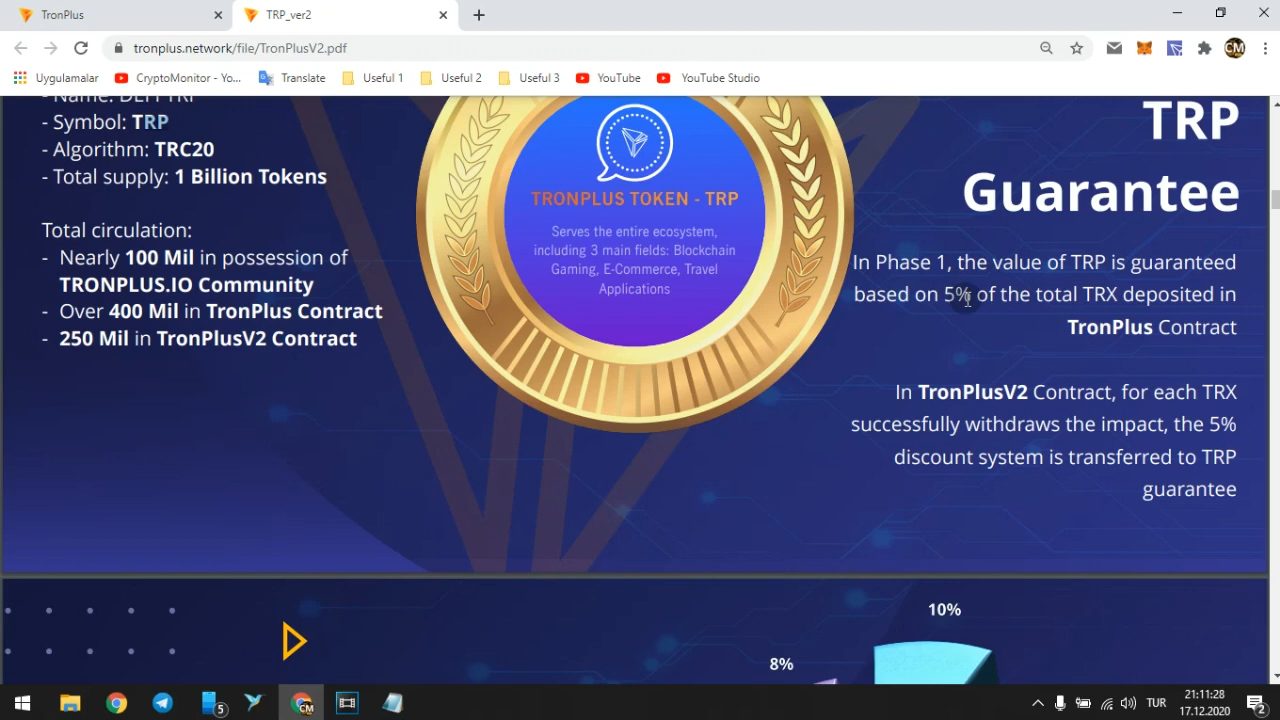 TronPlus
TRP_ver2
tronplus.network/file/TronPlusV2.pdf
CM
Uygulamalar
CryptoMonitor - Yo...
Translate
Useful 1
Useful 2
Useful 3
YouTube
YouTube Studio
- Symbol: TRP
- Algorithm: TRC20
- Total supply: 1 Billion Tokens
Total circulation:
- Nearly 100 Mil in possession of
TRONPLUS.IO Community
- Over 400 Mil in TronPlus Contract
- 250 Mil in TronPlusV2 Contract
TRONPLUS TOKEN - TRP
Serves the entire ecosystem,
including 3 main fields: Blockchain
Gaming, E-Commerce, Travel
Applications
TRP
Guarantee
In Phase 1, the value of TRP is guaranteed
based on 5% of the total TRX deposited in
TronPlus Contract
In TronPlusV2 Contract, for each TRX
successfully withdraws the impact, the 5%
discount system is transferred to TRP
guarantee
10%
8%
5
CM
TUR
21:11:28
17.12.2020
2